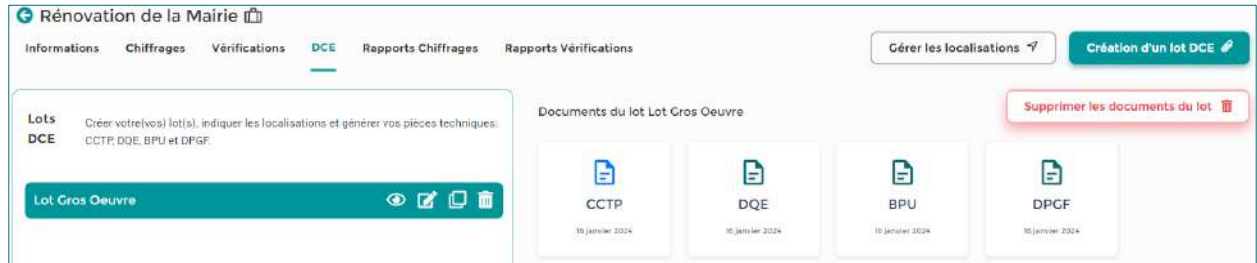 Rénovation de la Mairie
Informations Chiffrages Vérifications DCE Rapports Chiffrages Rapports Vérifications
Gérer les localisations
Création d'un lot DCE
Lots DCE
Créer votre(vos) lot(s), indiquer les localisations et générer vos pièces techniques:
CCTP, DQE, BPU et DPGF.
Lot Gros Oeuvre
Documents du lot Lot Gros Oeuvre
Supprimer les documents du lot
CCTP DQE BPU DPGF
16 janvier 2024 16 janvier 2024 16 janvier 2024 16 janvier 2024